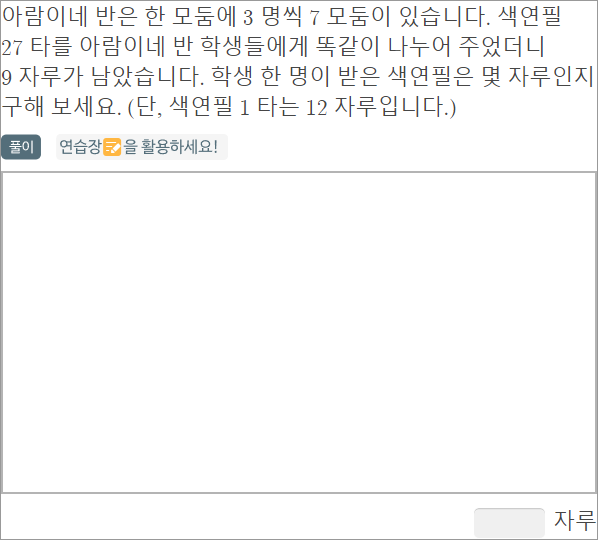 아람이네 반은 한 모둠에 3 명씩 7 모둠이 있습니다. 색연필
27 타를 아람이네 반 학생들에게 똑같이 나누어 주었더니
9 자루가 남았습니다. 학생 한 명이 받은 색연필은 몇 자루인지
구해 보세요. (단, 색연필 1 타는 12 자루입니다.)
풀이 연습장을 활용하세요!
자루